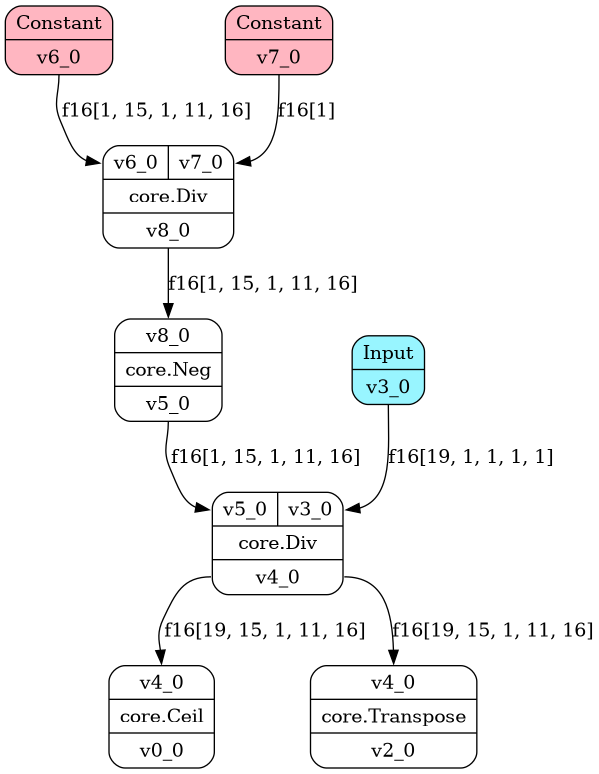 Constant
v6_0
Constant
v7_0
f16[1, 15, 1, 11, 16]
f16[1]
v6_0 v7_0
core.Div
v8_0
f16[1, 15, 1, 11, 16]
v8_0
core.Neg
v5_0
Input
v3_0
f16[1, 15, 1, 11, 16]
f16[19, 1, 1, 1, 1]
v5_0 v3_0
core.Div
v4_0
f16[19, 15, 1, 11, 16]
f16[19, 15, 1, 11, 16]
v4_0
core.Ceil
v0_0
v4_0
core.Transpose
v2_0